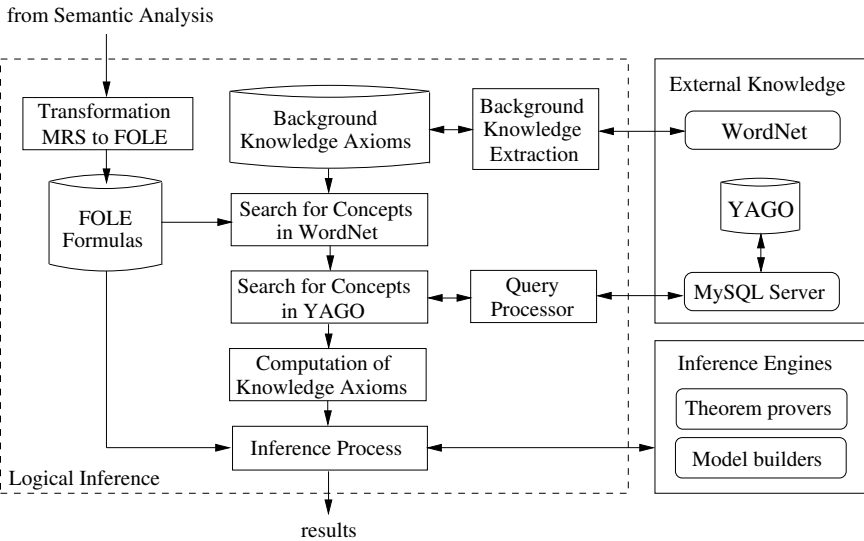 from Semantic Analysis
Transformation
MRS to FOLE
Background
Knowledge Axioms
Background
Knowledge
Extraction
External Knowledge
WordNet
FOLE
Formulas
Search for Concepts
in WordNet
YAGO
Search for Concepts
in YAGO
Query
Processor
MySQL Server
Computation of
Knowledge Axioms
Inference Engines
Theorem provers
Inference Process
Model builders
Logical Inference
results